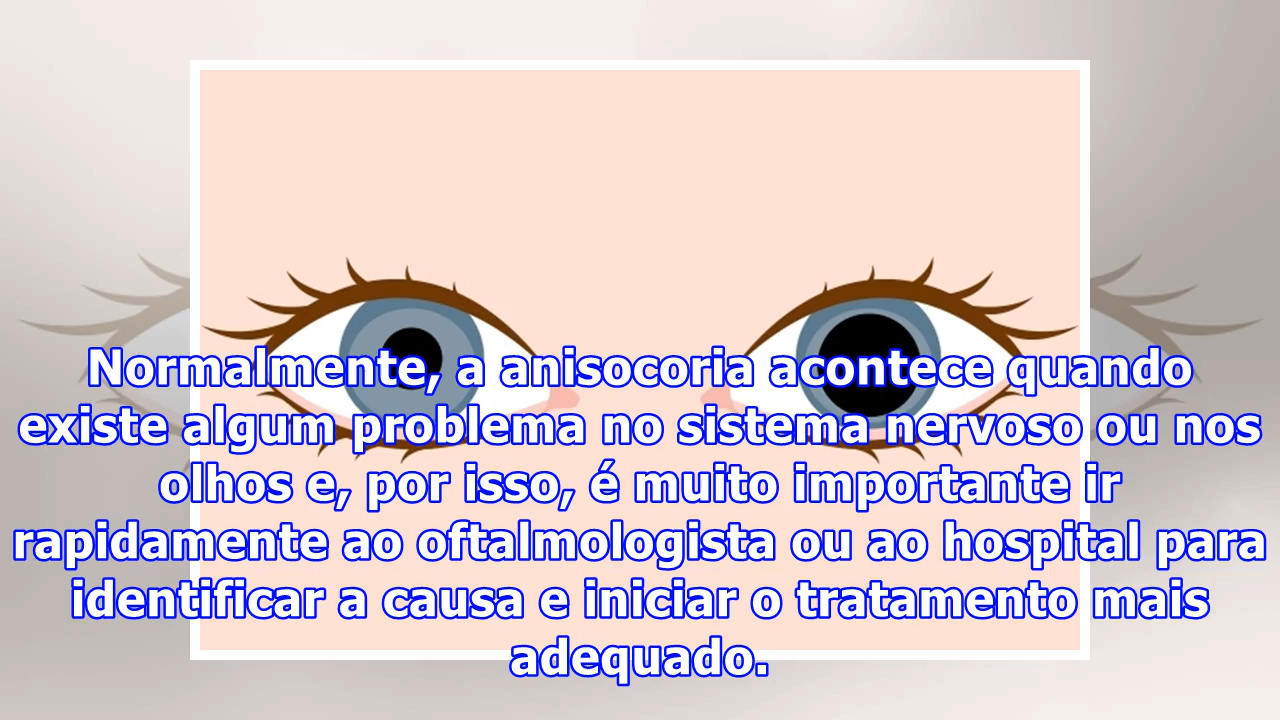 Normalmente, a anisocoria acontece quando
existe algum problema no sistema nervoso ou nos
olhos e, por isso, é muito importante ir
rapidamente ao oftalmologista ou ao hospital para
identificar a causa e iniciar o tratamento mais
adequado.